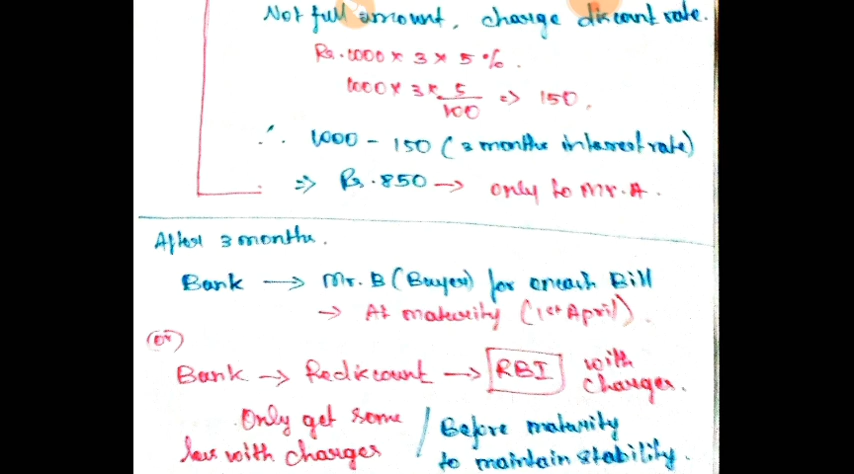 Not full amount, charge discount rate.
Rs.1000 × 3 × 5 %.
1000 × 3 × 5/100 => 150.
∴ 1000 - 150 (3 months interest rate)
=> Rs.850 → only to Mr.A.
After 3 months.
Bank → Mr. B (Buyer) for encash Bill
→ At maturity (1st April).
(or)
Bank → Rediscount → RBI with charges.
Only get some / Before maturity
less with charges to maintain stability.